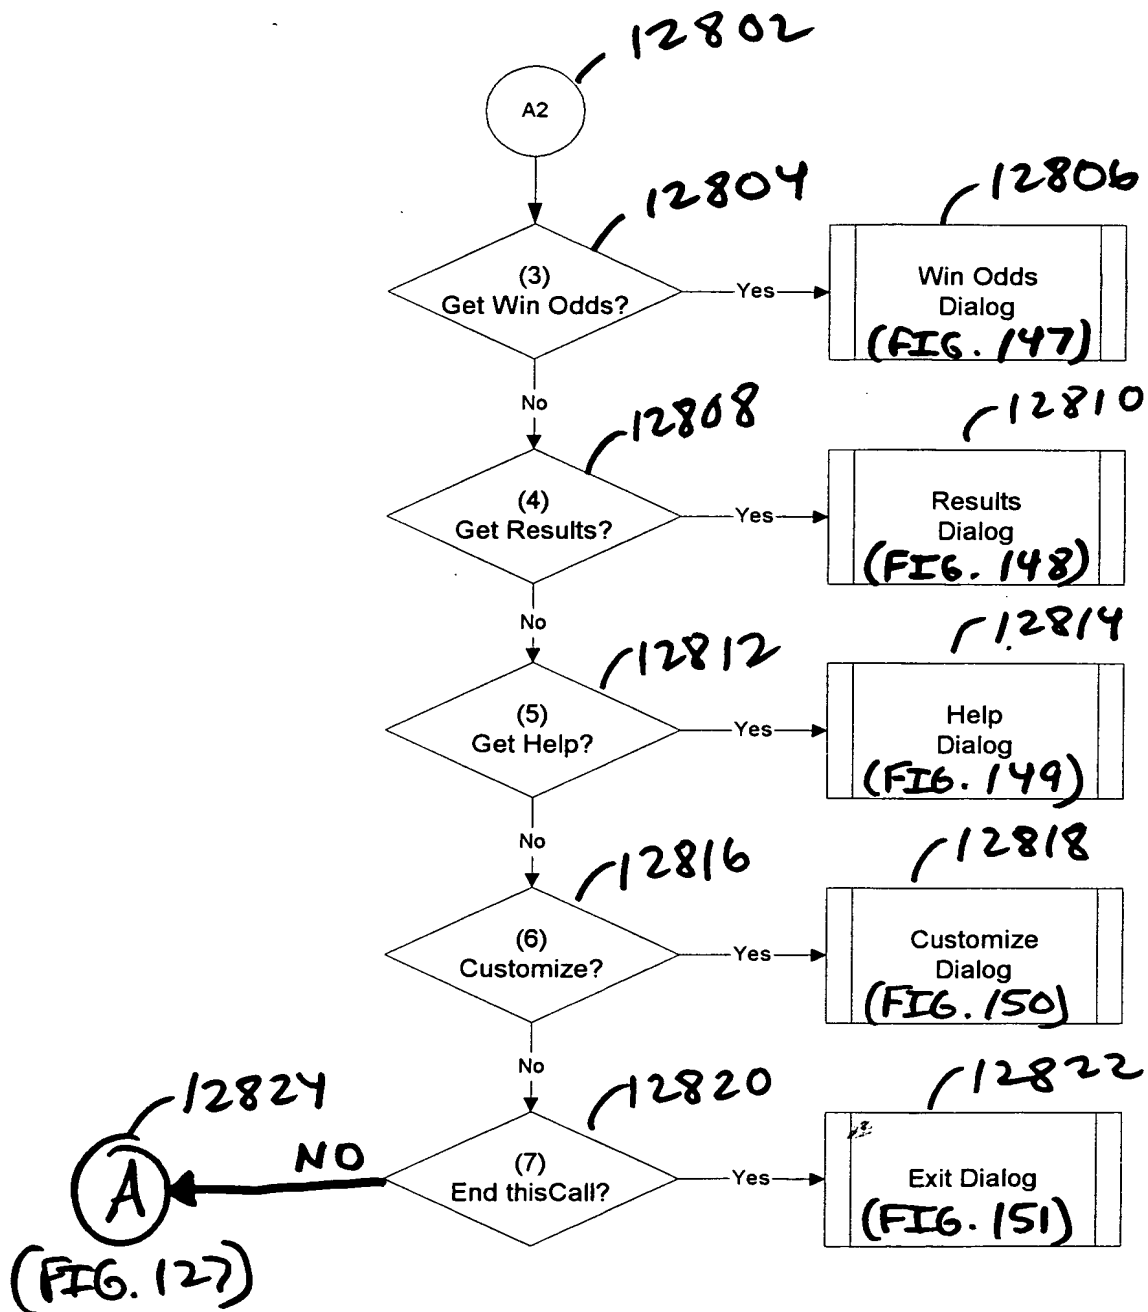 12802
A2
12804
12806
(3)
Get Win Odds?
Yes
Win Odds
Dialog
(FIG. 147)
No
12808
12810
(4)
Get Results?
Yes
Results
Dialog
(FIG. 148)
No
12812
12814
(5)
Get Help?
Yes
Help
Dialog
(FIG. 149)
No
12816
12818
(6)
Customize?
Yes
Customize
Dialog
(FIG. 150)
No
12824
12820
12822
A
NO
(7)
End thisCall?
Yes
Exit Dialog
(FIG. 151)
(FIG. 127)